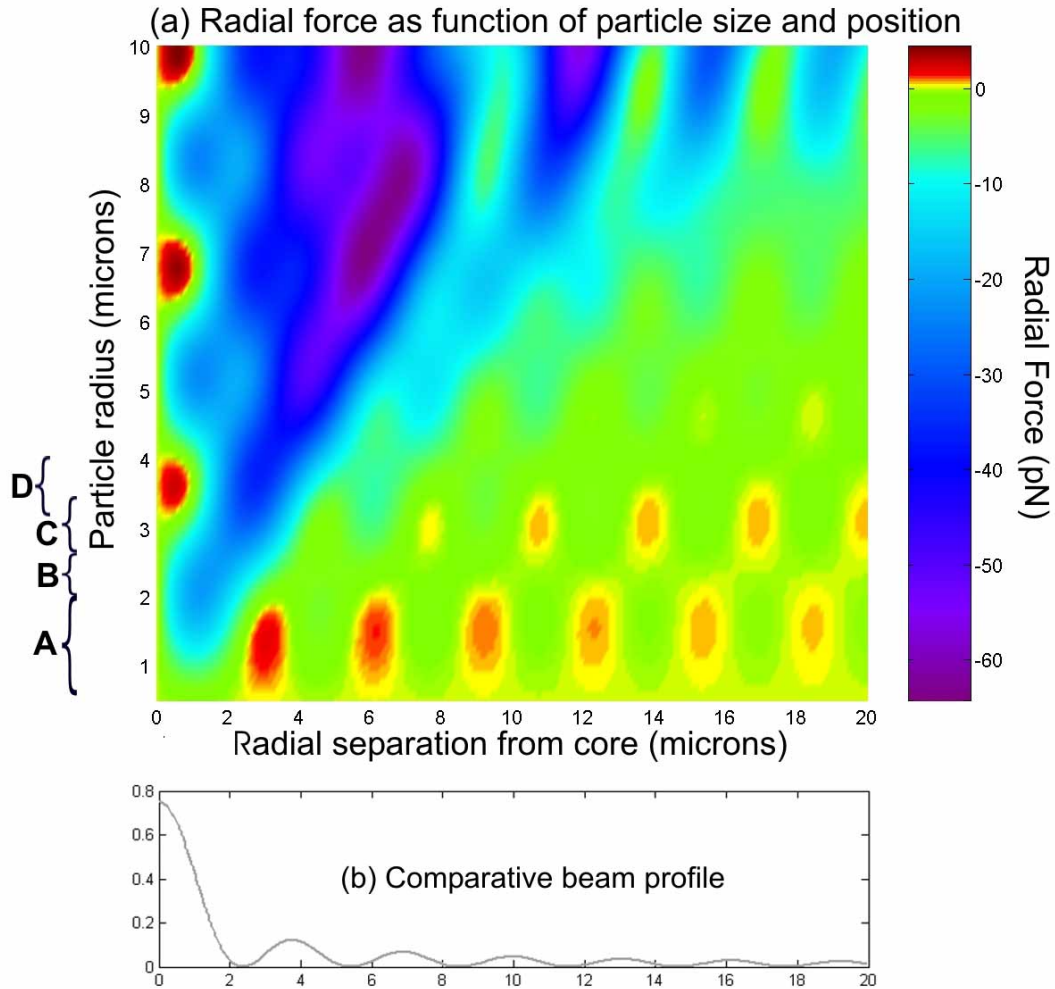 (a) Radial force as function of particle size and position
10
9
8
7
6
5
4
3
2
1
Particle radius (microns)
D
C
B
A
0 2 4 6 8 10 12 14 16 18 20
Radial separation from core (microns)
0
-10
-20
-30
-40
-50
-60
Radial Force (pN)
0.8
0.6
0.4
0.2
0
(b) Comparative beam profile
0 2 4 6 8 10 12 14 16 18 20